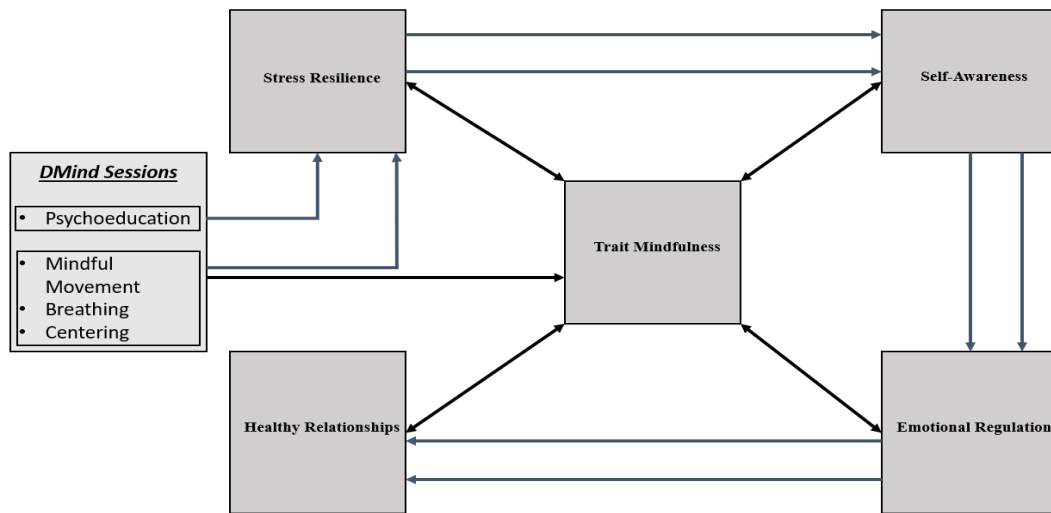 Stress Resilience
Self-Awareness
DMind Sessions
• Psychoeducation
• Mindful
Movement
• Breathing
• Centering
Trait Mindfulness
Healthy Relationships
Emotional Regulation